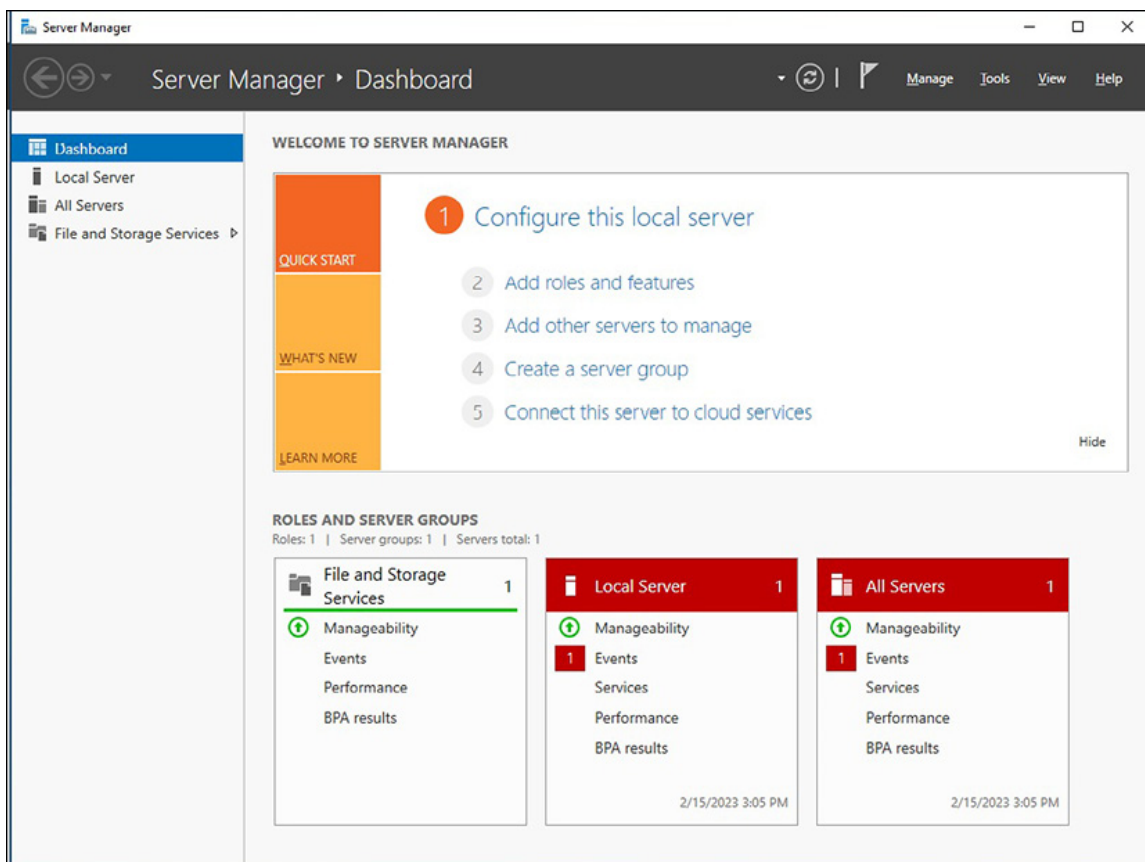 Server Manager
Server Manager ‣ Dashboard
Manage Tools View Help
Dashboard
Local Server
All Servers
File and Storage Services
WELCOME TO SERVER MANAGER
QUICK START
WHAT'S NEW
LEARN MORE
1 Configure this local server
2 Add roles and features
3 Add other servers to manage
4 Create a server group
5 Connect this server to cloud services
Hide
ROLES AND SERVER GROUPS
Roles: 1 | Server groups: 1 | Servers total: 1
File and Storage
Services 1
Manageability
Events
Performance
BPA results
Local Server 1
Manageability
1 Events
Services
Performance
BPA results
2/15/2023 3:05 PM
All Servers 1
Manageability
1 Events
Services
Performance
BPA results
2/15/2023 3:05 PM